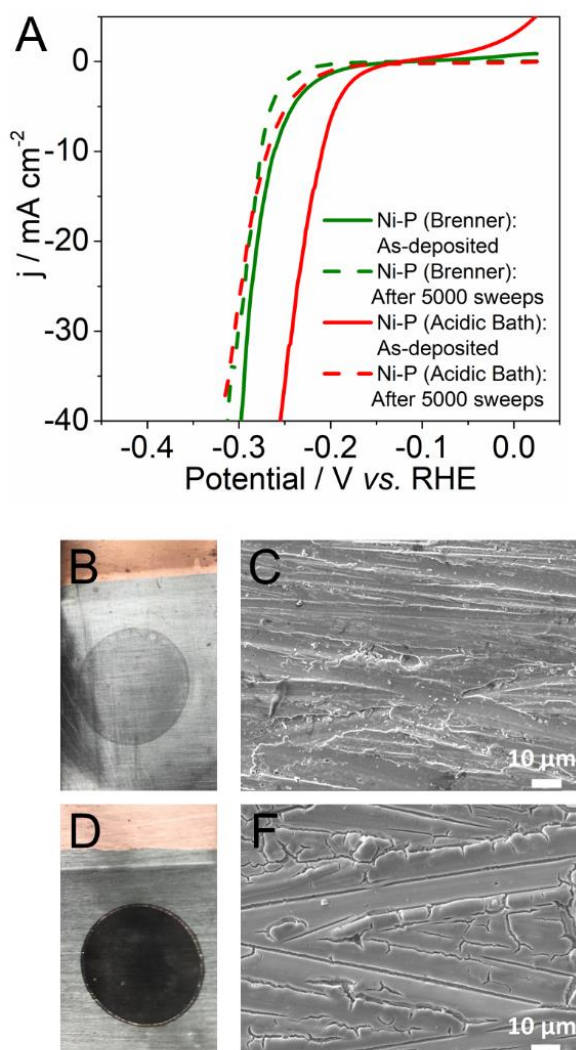 A
j / mA cm⁻²
0
-10
-20
-30
-40
Ni-P (Brenner):
As-deposited
Ni-P (Brenner):
After 5000 sweeps
Ni-P (Acidic Bath):
As-deposited
Ni-P (Acidic Bath):
After 5000 sweeps
-0.4 -0.3 -0.2 -0.1 0.0
Potential / V vs. RHE
B
C
10 μm
D
F
10 μm